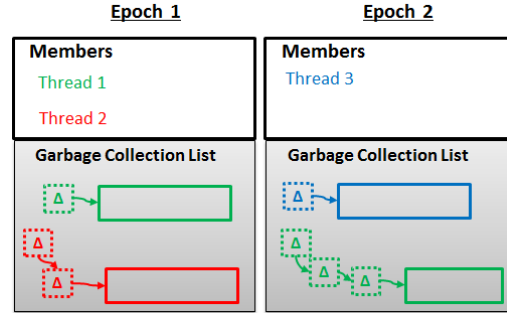 Epoch 1
Members
Thread 1
Thread 2
Garbage Collection List
Δ
Δ
Δ
Epoch 2
Members
Thread 3
Garbage Collection List
Δ
Δ
Δ
Δ